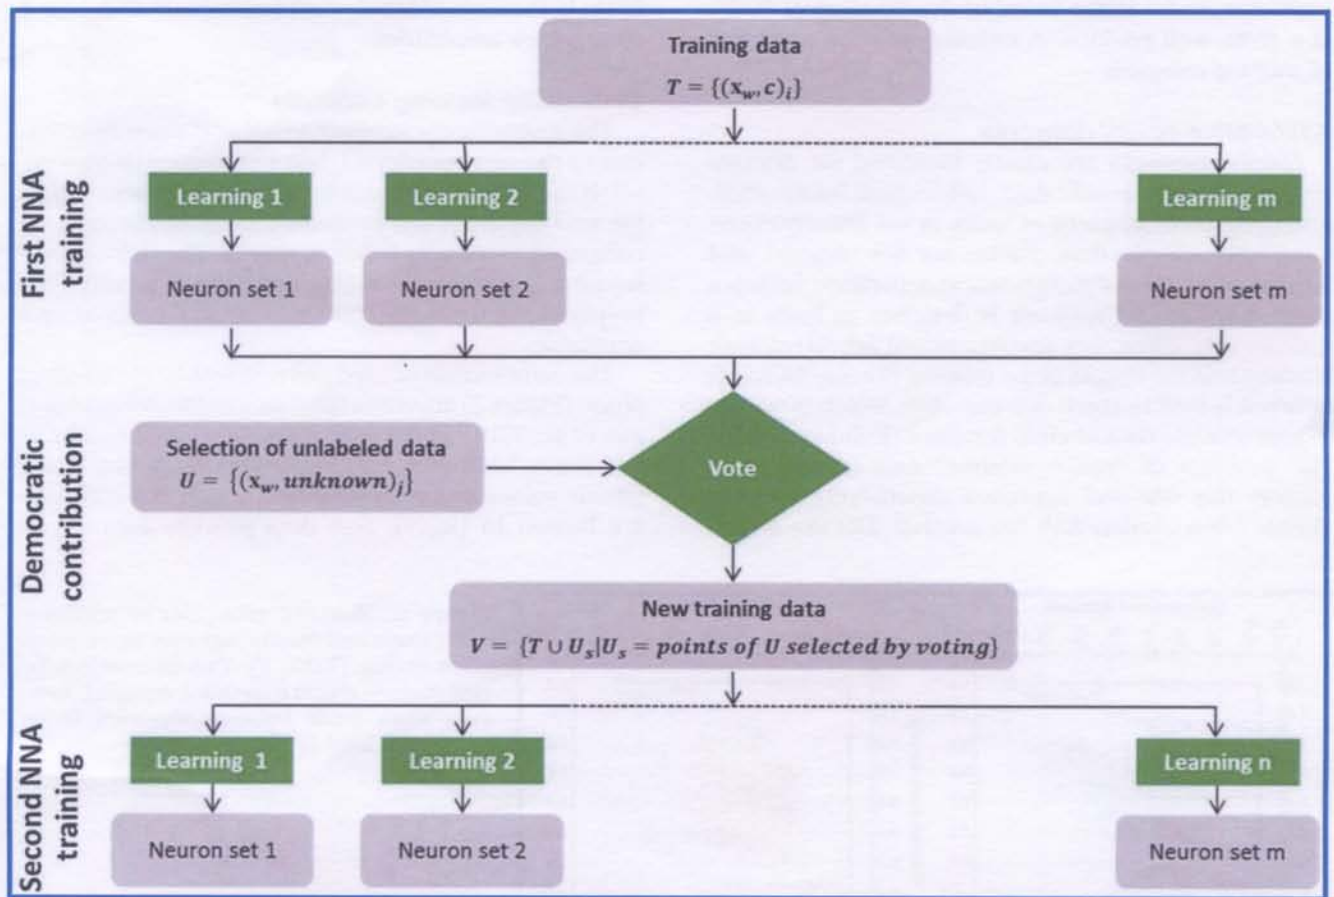 Training data
T = {(x_w, c)_i}
First NNA
training
Learning 1
Learning 2
Learning m
Neuron set 1
Neuron set 2
Neuron set m
Democratic
contribution
Selection of unlabeled data
U = {(x_w, unknown)_j}
Vote
New training data
V = {T ∪ U_s|U_s = points of U selected by voting}
Second NNA
training
Learning 1
Learning 2
Learning n
Neuron set 1
Neuron set 2
Neuron set m